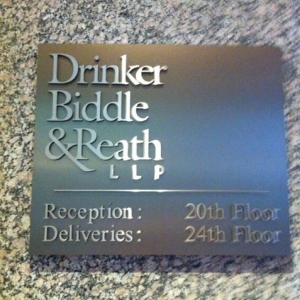 Drinker
Biddle
&Reath
LLP
Reception: 20th Floor
Deliveries: 24th Floor